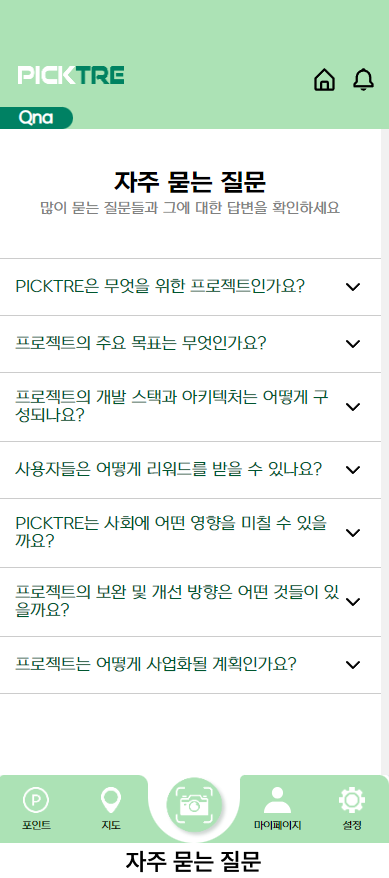 PICKTRE
Qna
자주 묻는 질문
많이 묻는 질문들과 그에 대한 답변을 확인하세요
PICKTRE은 무엇을 위한 프로젝트인가요?
프로젝트의 주요 목표는 무엇인가요?
프로젝트의 개발 스택과 아키텍처는 어떻게 구
성되나요?
사용자들은 어떻게 리워드를 받을 수 있나요?
PICKTRE는 사회에 어떤 영향을 미칠 수 있을
까요?
프로젝트의 보완 및 개선 방향은 어떤 것들이 있
을까요?
프로젝트는 어떻게 사업화될 계획인가요?
P
포인트 지도 마이페이지 설정
자주 묻는 질문